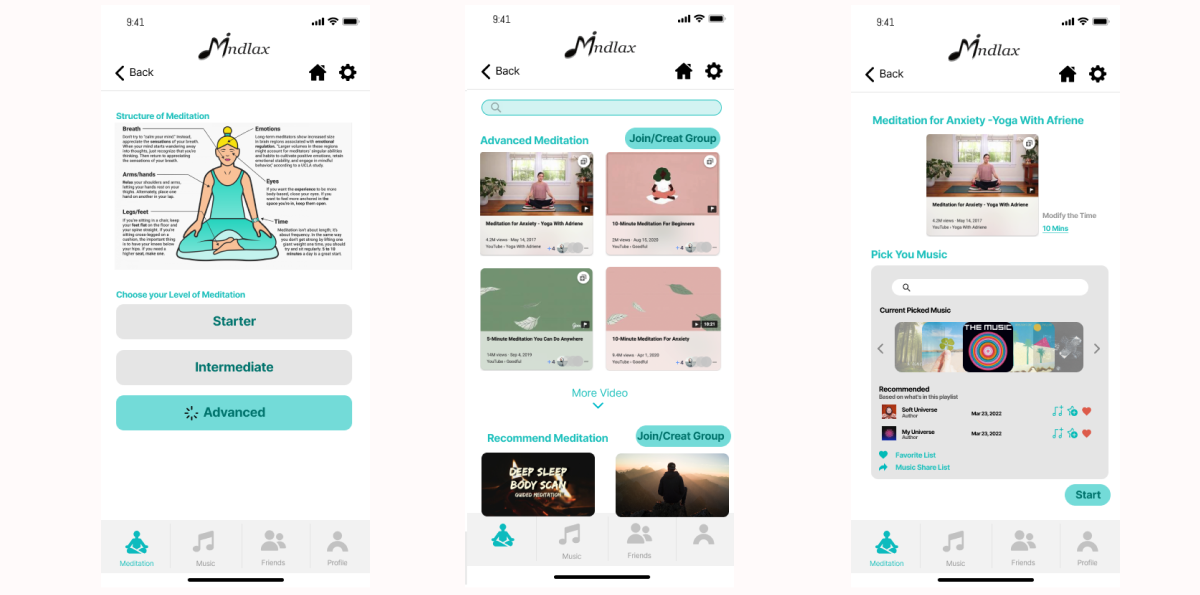 9:41
Mndlax
Back
Structure of Meditation
Breath
Don't try to "calm your mind." Instead,
appreciate the sensations of your breath.
When your mind starts wandering away
into thoughts, just recognize that you're
thinking. Then return to appreciating
the sensations of your breath.
Emotions
Long-term meditators show increased size
in brain regions associated with emotional
regulation. "Larger volumes in these regions
might account for meditators' singular abilities
and habits to cultivate positive emotions, retain
emotional stability, and engage in mindful
behavior," according to a UCLA study.
Arms/hands
Relax your shoulders and arms,
letting your hands rest on your
thighs. Alternately, place one
hand on another in your lap.
Eyes
If you want the experience to be more
body-based, close your eyes. If you
want to feel more anchored in the
space you're in, keep them open.
Legs/feet
If you're sitting in a chair, keep
your feet flat on the floor and
your spine straight. If you're
sitting cross-legged on a
cushion, the important thing
is to have your knees below
your hips. If you need a
higher seat, make one.
Time
Meditation isn't about length; it's
about frequency. In the same way
you don't get strong by lifting one
giant weight one time, you should
try and sit regularly. 5 to 10
minutes a day is a great start.
Choose your Level of Meditation
Starter
Intermediate
Advanced
Meditation
Music
Friends
Profile
9:41
Mndlax
Back
Advanced Meditation
Join/Creat Group
Meditation for Anxiety - Yoga With Adriene
4.2M views · May 14, 2017
YouTube · Yoga With Adriene
+4
10-Minute Meditation For Beginners
2M views · Aug 15, 2020
YouTube · Goodful
+4
5-Minute Meditation You Can Do Anywhere
14M views · Sep 4, 2019
YouTube · Goodful
+4
10:21
10-Minute Meditation For Anxiety
9.4M views · Apr 1, 2020
YouTube · Goodful
+4
More Video
Recommend Meditation
Join/Creat Group
DEEP SLEEP
BODY SCAN
GUIDED MEDITATION
Music
Friends
9:41
Mndlax
Back
Meditation for Anxiety -Yoga With Afriene
Meditation for Anxiety - Yoga With Adriene
4.2M views · May 14, 2017
YouTube · Yoga With Adriene
Modify the Time
10 Mins
Pick You Music
Current Picked Music
THE MUSIC
Recommended
Based on what's in this playlist
Soft Universe
Author
Mar 23, 2022
My Universe
Author
Mar 23, 2022
Favorite List
Music Share List
Start
Meditation
Music
Friends
Profile